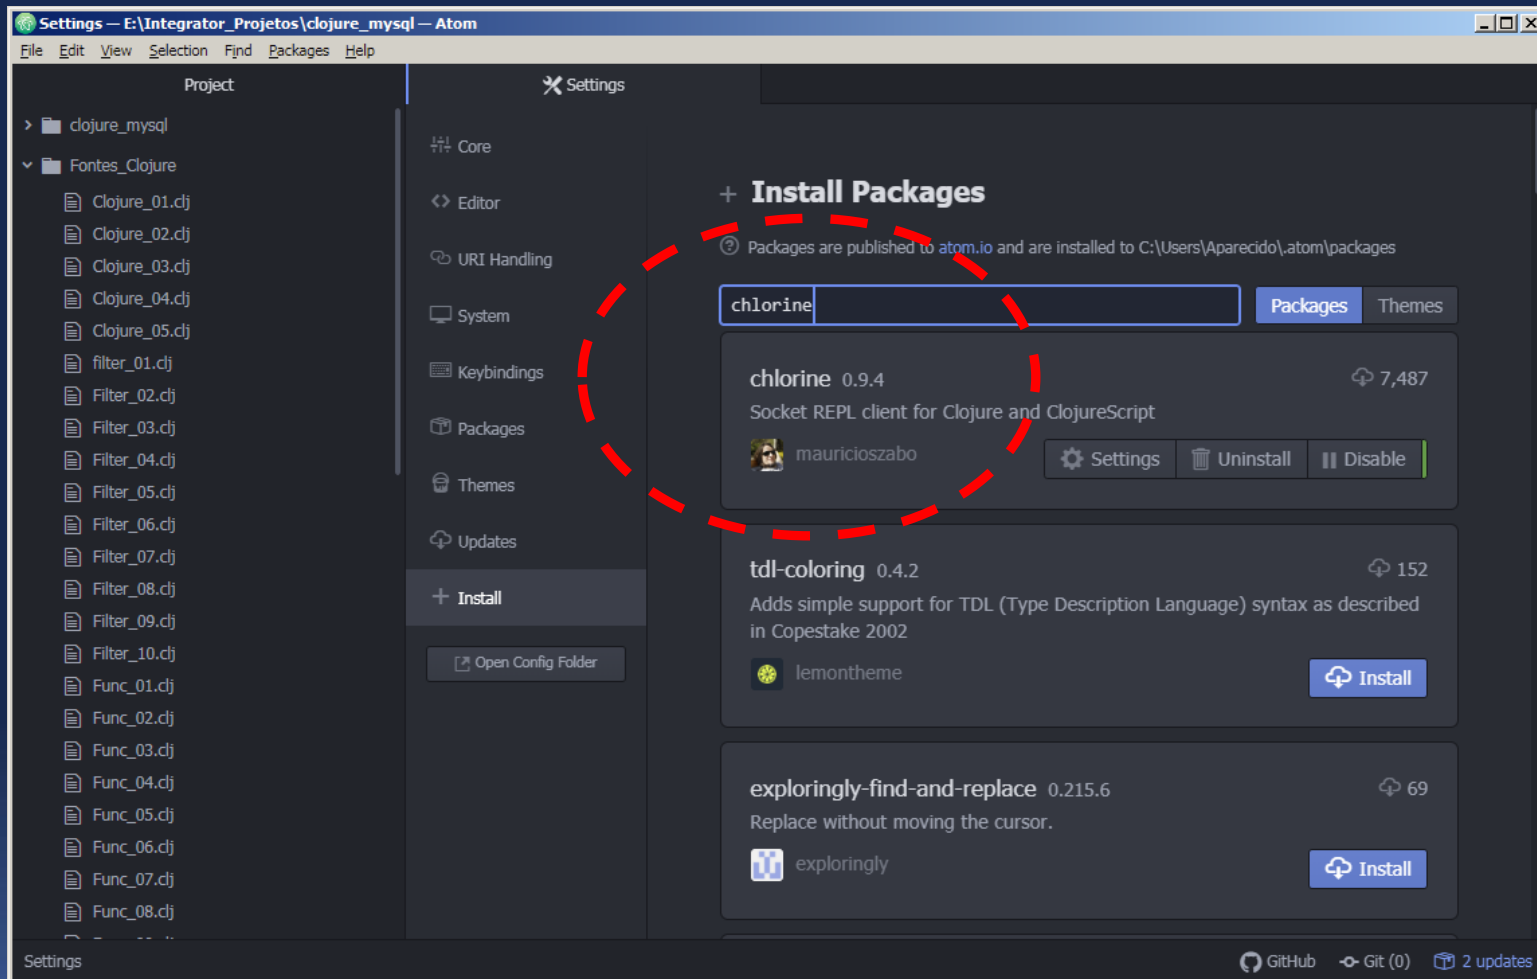 Settings — E:\Integrator_Projetos\clojure_mysql — Atom
File Edit View Selection Find Packages Help
Project
clojure_mysql
Fontes_Clojure
Clojure_01.clj
Clojure_02.clj
Clojure_03.clj
Clojure_04.clj
Clojure_05.clj
filter_01.clj
Filter_02.clj
Filter_03.clj
Filter_04.clj
Filter_05.clj
Filter_06.clj
Filter_07.clj
Filter_08.clj
Filter_09.clj
Filter_10.clj
Func_01.clj
Func_02.clj
Func_03.clj
Func_04.clj
Func_05.clj
Func_06.clj
Func_07.clj
Func_08.clj
Settings
Core
Editor
URI Handling
System
Keybindings
Packages
Themes
Updates
Install
Open Config Folder
Install Packages
Packages are published to atom.io and are installed to C:\Users\Aparecido\.atom\packages
chlorine
Packages Themes
chlorine 0.9.4 7,487
Socket REPL client for Clojure and ClojureScript
mauricioszabo
Settings Uninstall Disable
tdl-coloring 0.4.2 152
Adds simple support for TDL (Type Description Language) syntax as described
in Copestake 2002
lemontheme
Install
exploringly-find-and-replace 0.215.6 69
Replace without moving the cursor.
exploringly
Install
Settings
GitHub Git (0) 2 updates